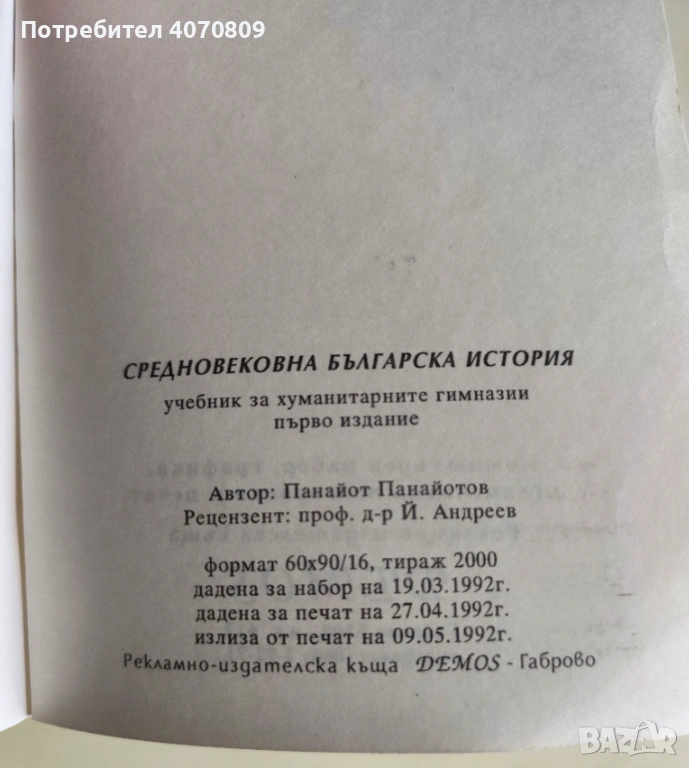 Потребител 4070809
СРЕДНОВЕКОВНА БЪЛГАРСКА ИСТОРИЯ
учебник за хуманитарните гимназии
първо издание
Автор: Панайот Панайотов
Рецензент: проф. д-р Й. Андреев
формат 60х90/16, тираж 2000
дадена за набор на 19.03.1992г.
дадена за печат на 27.04.1992г.
излиза от печат на 09.05.1992г.
Рекламно-издателска къща DEMOS - Габрово
BAZAR